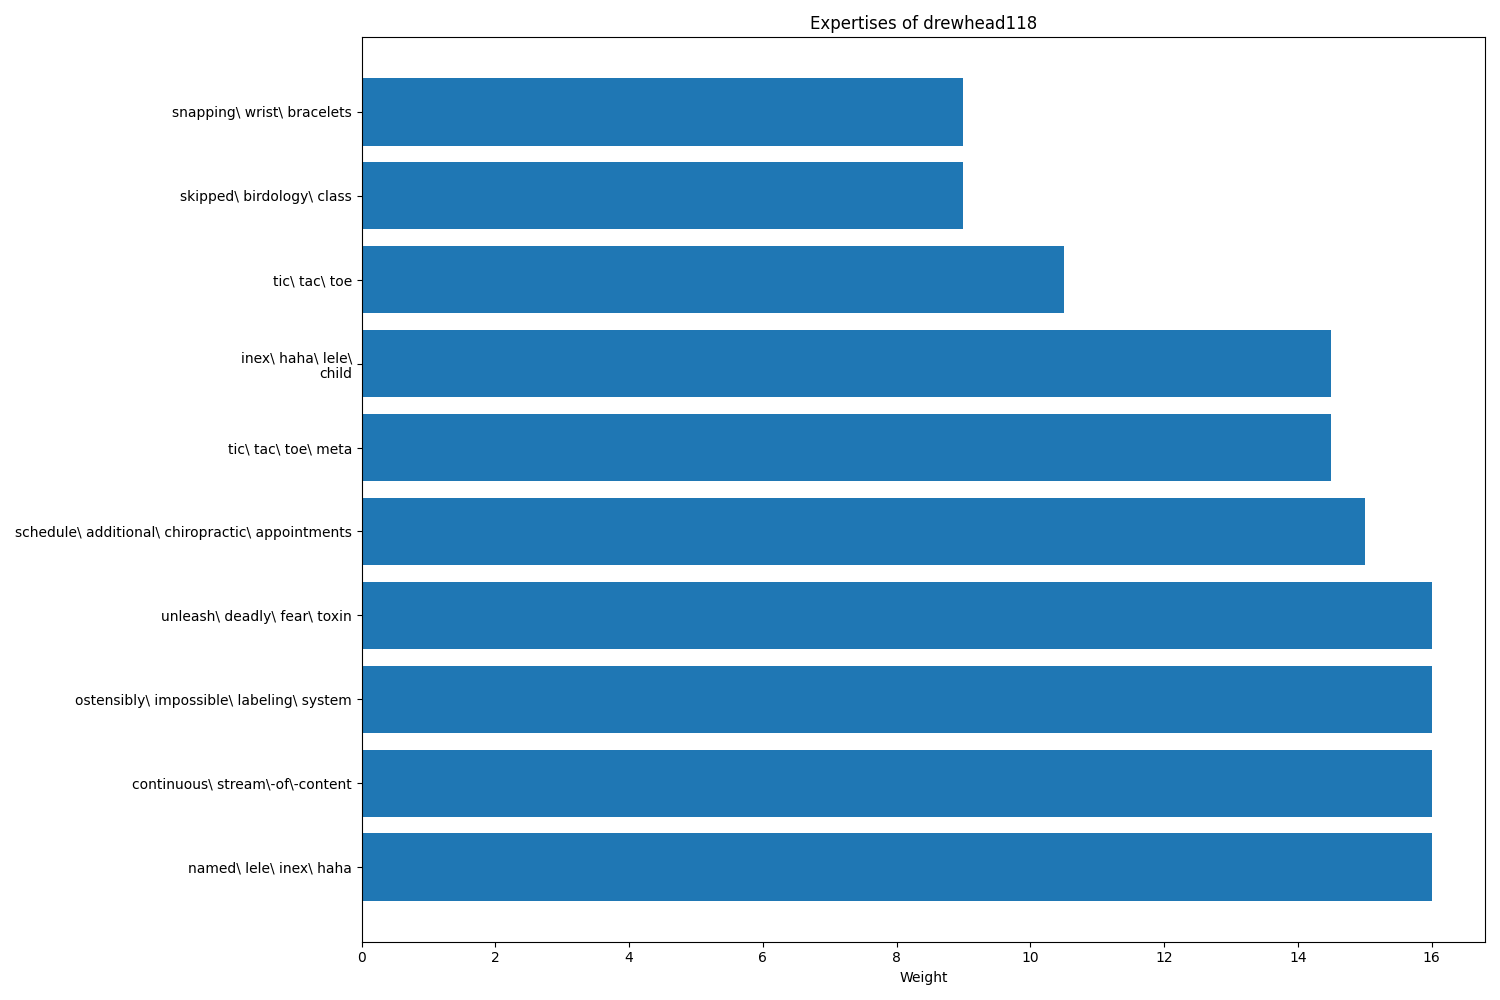 Expertises of drewhead118
snapping\ wrist\ bracelets
skipped\ birdology\ class
tic\ tac\ toe
inex\ haha\ lele\
child
tic\ tac\ toe\ meta
schedule\ additional\ chiropractic\ appointments
unleash\ deadly\ fear\ toxin
ostensibly\ impossible\ labeling\ system
continuous\ stream\-of\-content
named\ lele\ inex\ haha
0 2 4 6 8 10 12 14 16
Weight